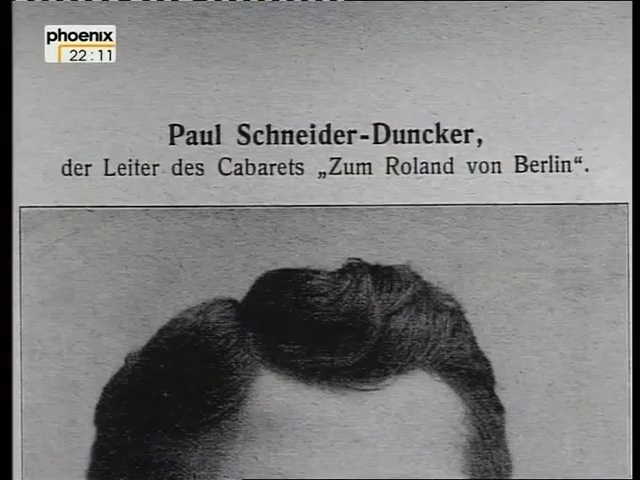 phoenix
22:11
Paul Schneider-Duncker,
der Leiter des Cabarets „Zum Roland von Berlin“.